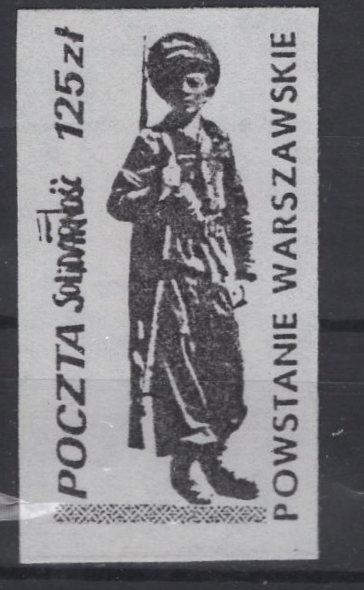 POCZTA SOLIDARNOŚĆ 125 zł
POWSTANIE WARSZAWSKIE